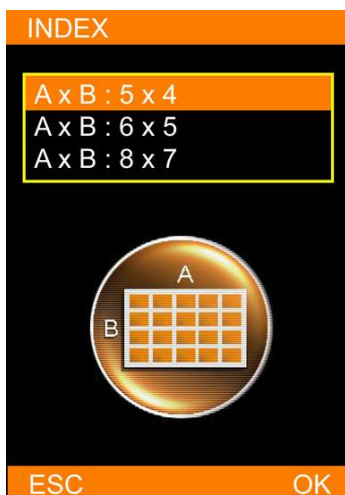 INDEX
A x B : 5 x 4
A x B : 6 x 5
A x B : 8 x 7
A
B
ESC OK